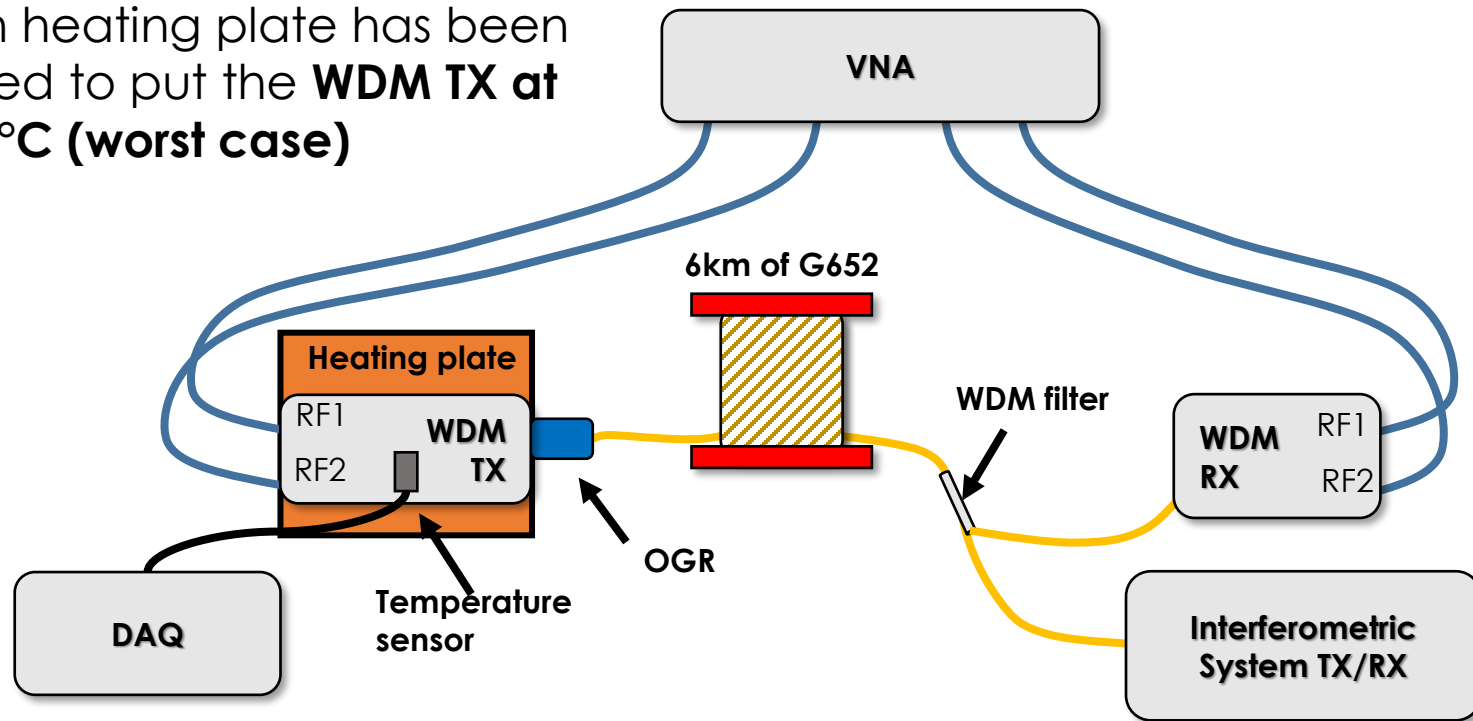 heating plate has been
to put the WDM TX at
°C (worst case)
VNA
6km of G652
Heating plate
RF1
RF2
WDM
TX
WDM filter
WDM
RX
RF1
RF2
OGR
Temperature
sensor
DAQ
Interferometric
System TX/RX